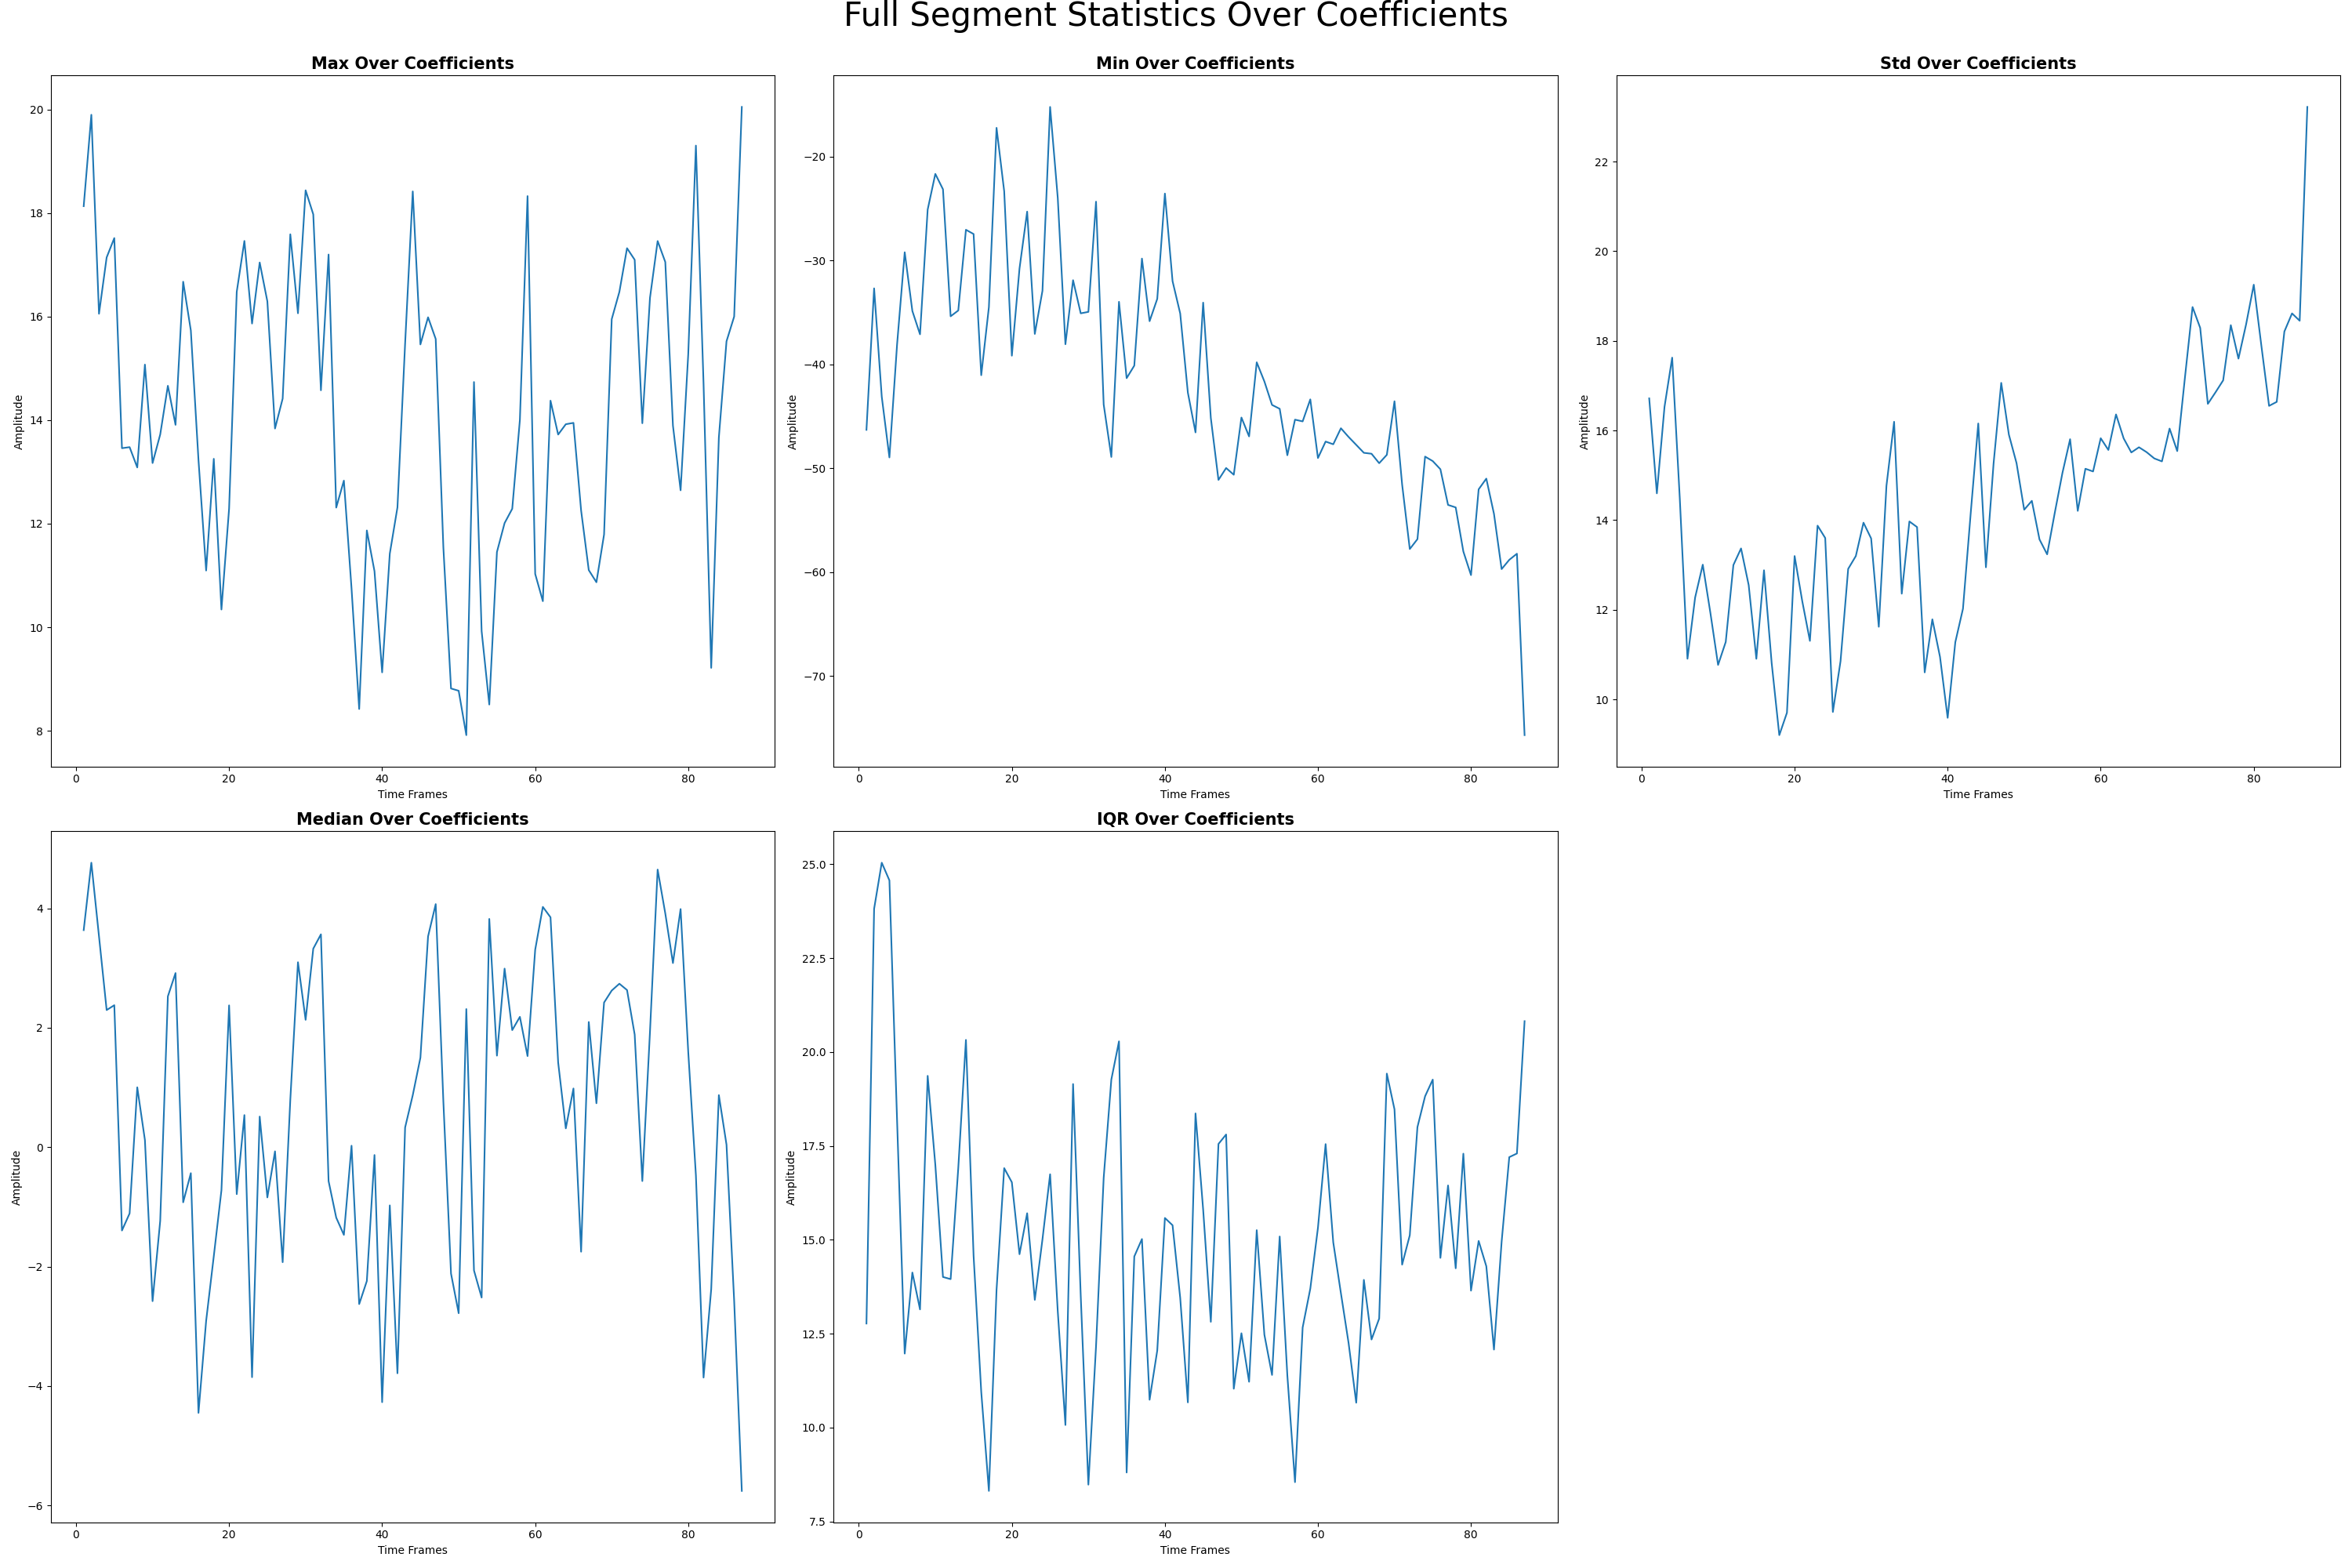 Full Segment Statistics Over Coefficients
Max Over Coefficients
Amplitude
20
18
16
14
12
10
8
0 20 40 60 80
Time Frames
Min Over Coefficients
Amplitude
−20
−30
−40
−50
−60
−70
0 20 40 60 80
Time Frames
Std Over Coefficients
Amplitude
22
20
18
16
14
12
10
0 20 40 60 80
Time Frames
Median Over Coefficients
Amplitude
4
2
0
−2
−4
−6
0 20 40 60 80
Time Frames
IQR Over Coefficients
Amplitude
25.0
22.5
20.0
17.5
15.0
12.5
10.0
7.5
0 20 40 60 80
Time Frames